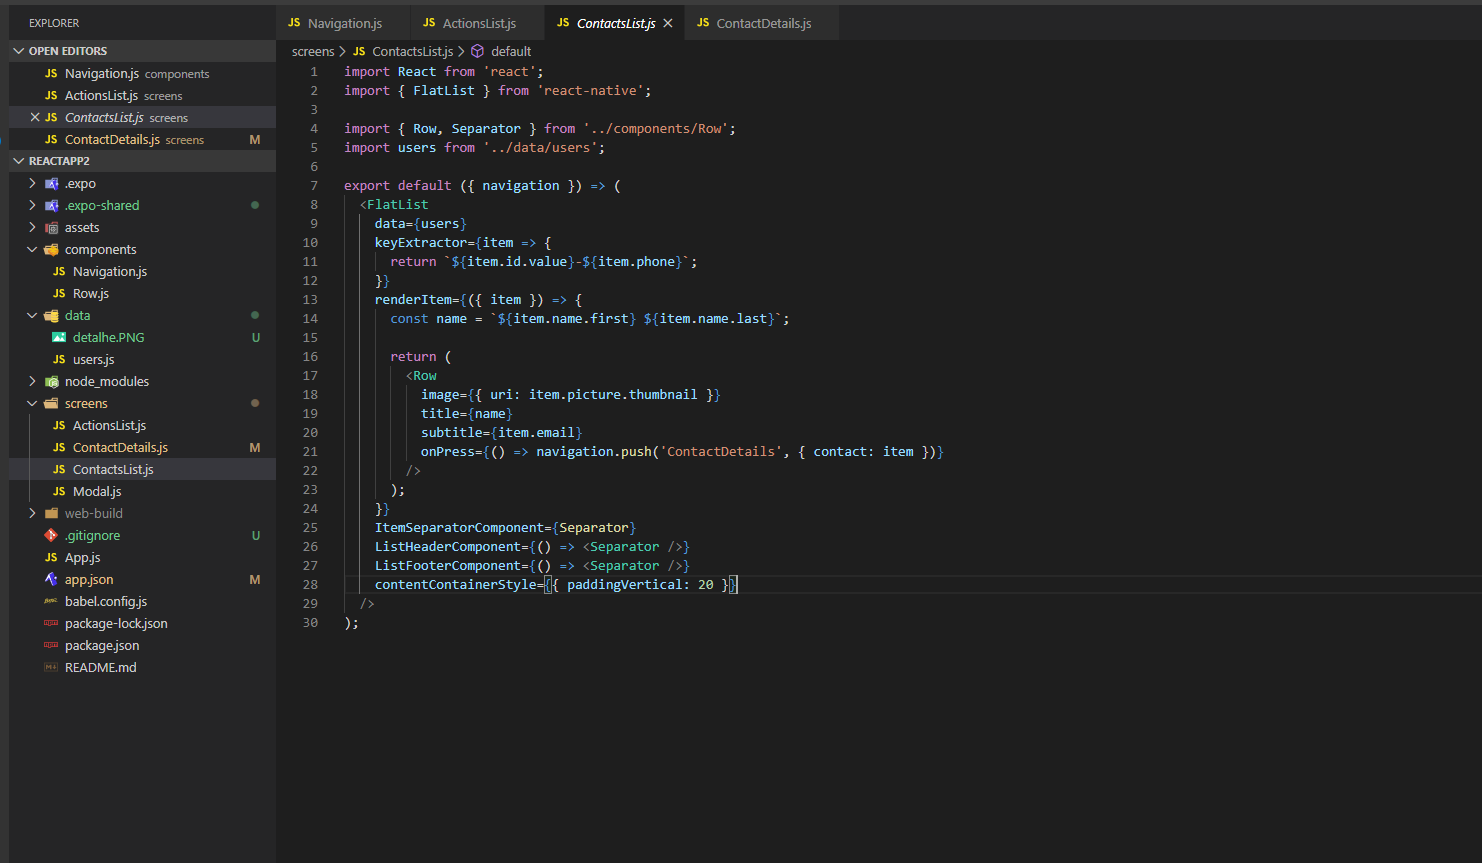 EXPLORER
OPEN EDITORS
JS Navigation.js components
JS ActionsList.js screens
JS ContactsList.js screens
JS ContactDetails.js screens M
REACTAPP2
.expo
.expo-shared
assets
components
JS Navigation.js
JS Row.js
data
detalhe.PNG U
JS users.js
node_modules
screens
JS ActionsList.js
JS ContactDetails.js M
JS ContactsList.js
JS Modal.js
web-build
.gitignore U
JS App.js
app.json M
babel.config.js
package-lock.json
package.json
README.md
JS Navigation.js JS ActionsList.js JS ContactsList.js JS ContactDetails.js
screens > JS ContactsList.js > default
1 import React from 'react';
2 import { FlatList } from 'react-native';
3
4 import { Row, Separator } from '../components/Row';
5 import users from '../data/users';
6
7 export default ({ navigation }) => (
8   <FlatList
9     data={users}
10     keyExtractor={item => {
11       return `${item.id.value}-${item.phone}`;
12     }}
13     renderItem={({ item }) => {
14       const name = `${item.name.first} ${item.name.last}`;
15
16       return (
17         <Row
18           image={{ uri: item.picture.thumbnail }}
19           title={name}
20           subtitle={item.email}
21           onPress={() => navigation.push('ContactDetails', { contact: item })}
22         />
23       );
24     }}
25     ItemSeparatorComponent={Separator}
26     ListHeaderComponent={() => <Separator />}
27     ListFooterComponent={() => <Separator />}
28     contentContainerStyle={{ paddingVertical: 20 }}
29   />
30 );